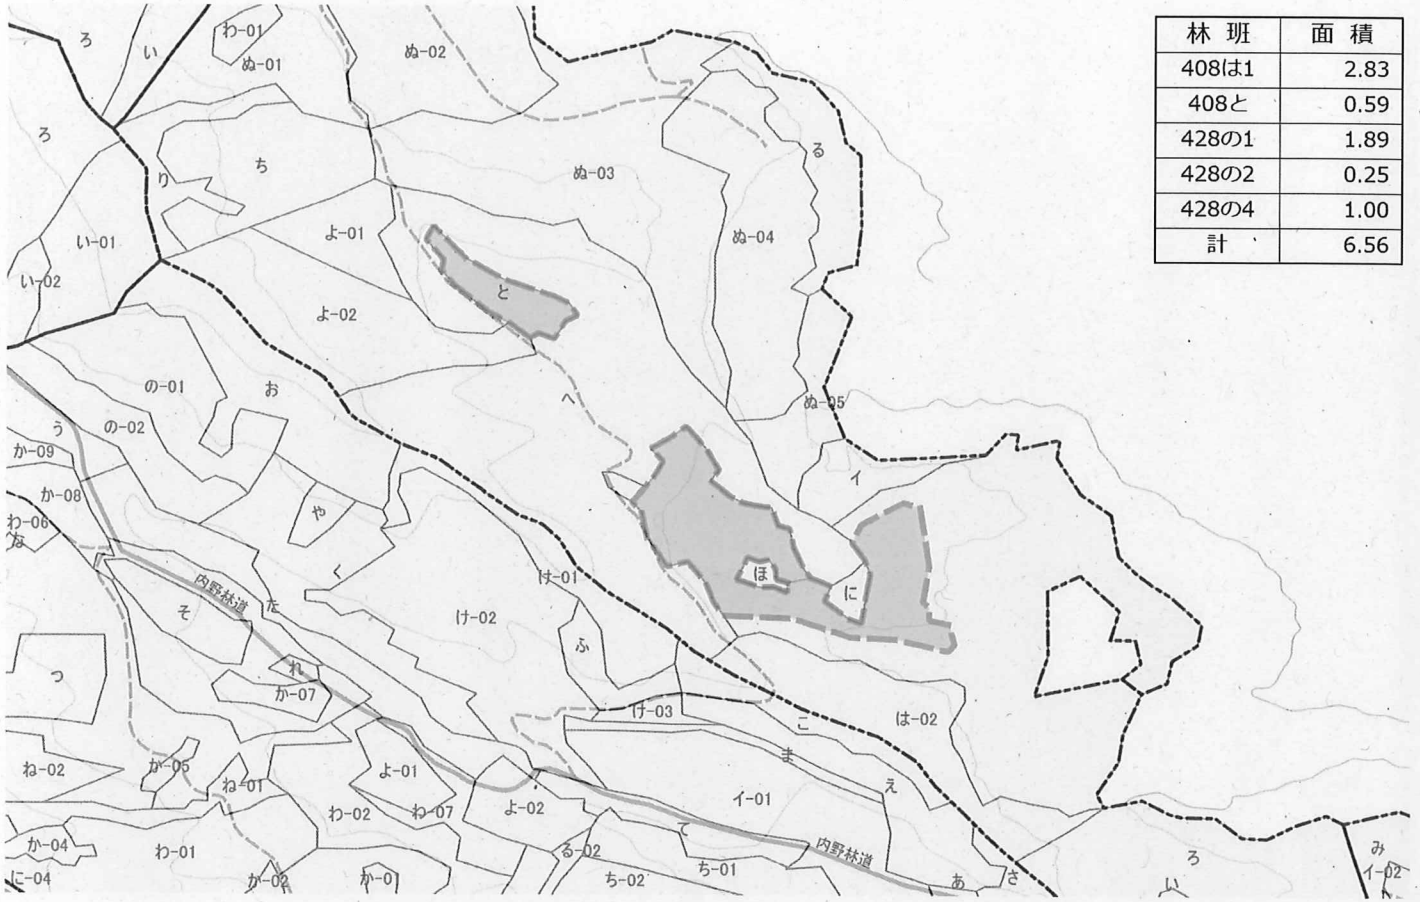 林 班 面 積
408は1 2.83
408と 0.59
428の1 1.89
428の2 0.25
428の4 1.00
計 6.56
わ-01
ろ
い
ぬ-02
ぬ-01
ろ
る
ち
り
ぬ-03
よ-01
ぬ-04
い-01
い-02
と
よ-02
の-01
お
へ
ぬ-05
の-02
う
か-09
イ
か-08
や
わ-06
な
く
け-01
ほ
に
内野林道
た
そ
け-02
ふ
れ
つ
か-07
け-03
こ
は-02
ま
ね-02
か-05
よ-01
ね-01
え
イ-01
わ-02
わ-07
よ-02
て
か-04
わ-01
る-02
内野林道
ろ
み
ち-01
イ-02
に-04
か-02
か-0
ち-02
あ
さ
い